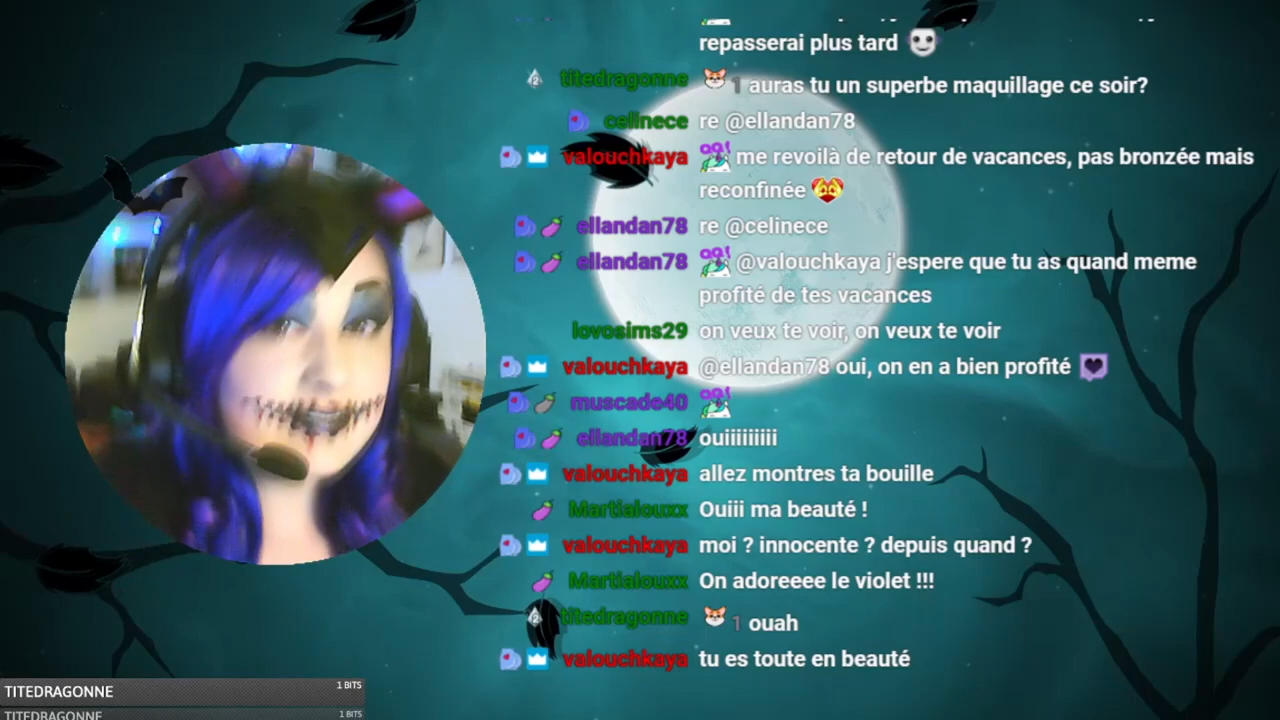 repasserai plus tard
titedragonne 1 auras tu un superbe maquillage ce soir?
celinece re @ellandan78
valouchkaya me revoilà de retour de vacances, pas bronzée mais
reconfinée
ellandan78 re @celinece
ellandan78 @valouchkaya j'espere que tu as quand meme
profité de tes vacances
lovosims29 on veux te voir, on veux te voir
valouchkaya @ellandan78 oui, on en a bien profité
muscade40
ellandan78 ouiiiiiiiii
valouchkaya allez montres ta bouille
Martialouxx Ouiii ma beauté !
valouchkaya moi ? innocente ? depuis quand ?
Martialouxx On adoreeee le violet !!!
titedragonne 1 ouah
valouchkaya tu es toute en beauté
TITEDRAGONNE 1 BITS
TITEDRAGONNE 1 BITS